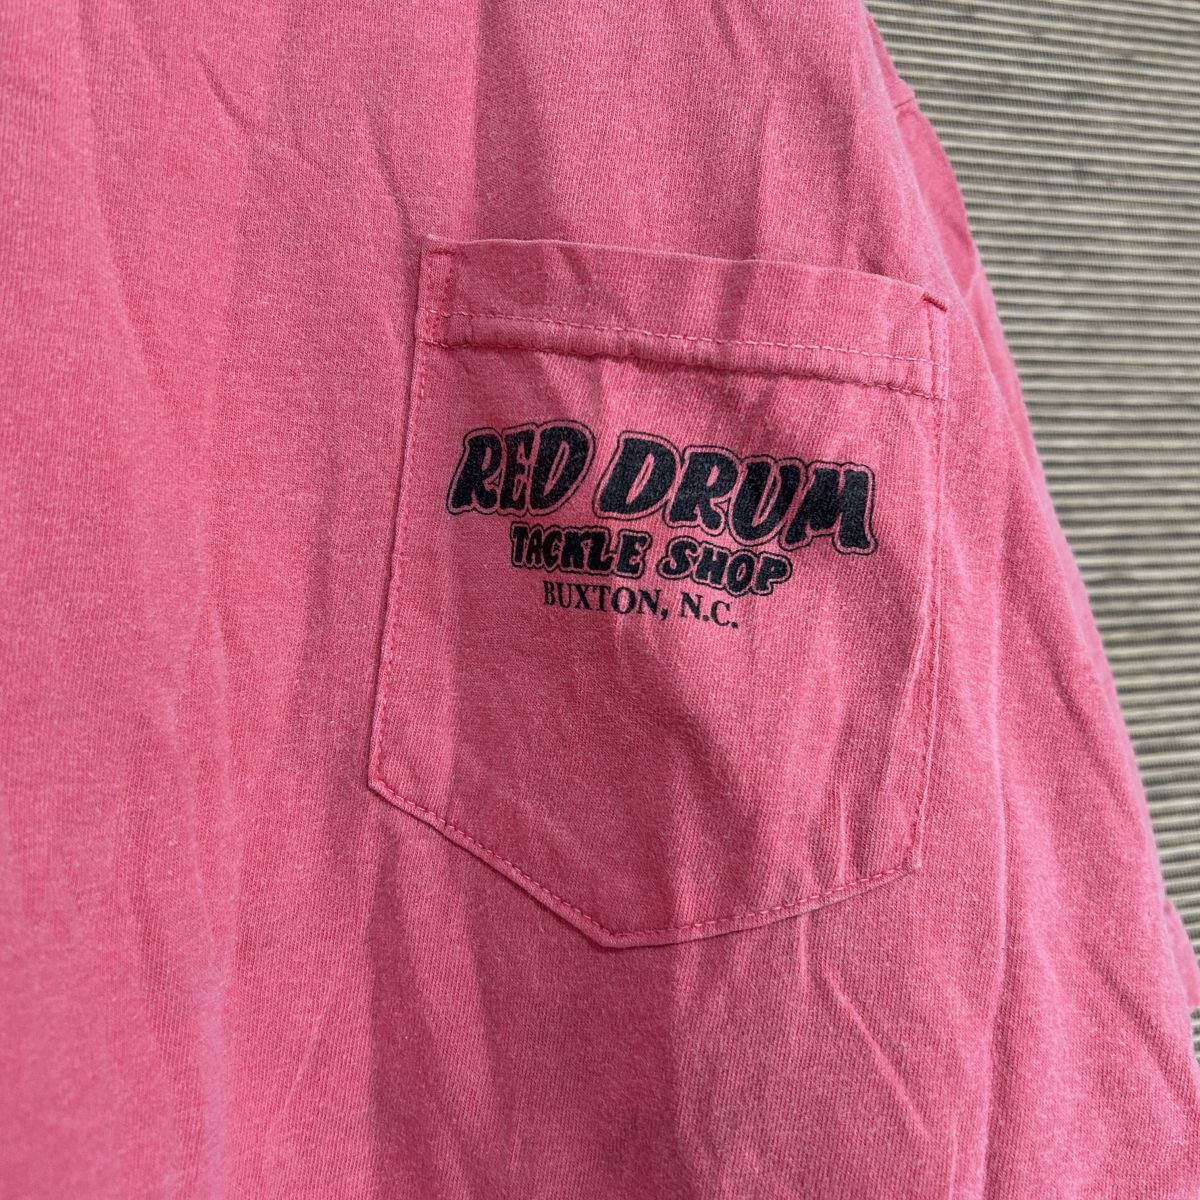 RED DRUM
TACKLE SHOP
BUXTON, N.C.